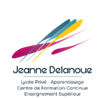 Jeanne Delanoue
Lycée Privé - Apprentissage
Centre de Formation Continue
Enseignement Supérieur